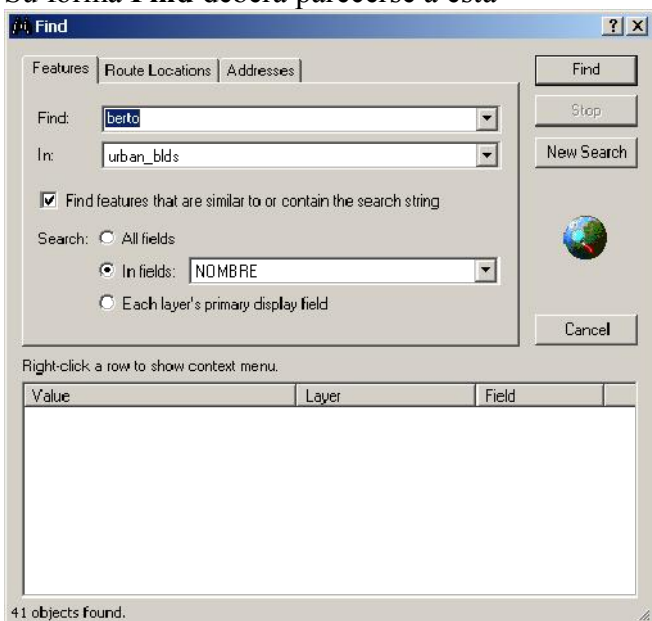 Su forma Find deberá parecerse a esta
Find
Features Route Locations Addresses
Find
Find: berto
Stop
In: urban_blds
New Search
Find features that are similar to or contain the search string
Search: All fields
In fields: NOMBRE
Each layer's primary display field
Cancel
Right-click a row to show context menu.
Value Layer Field
41 objects found.